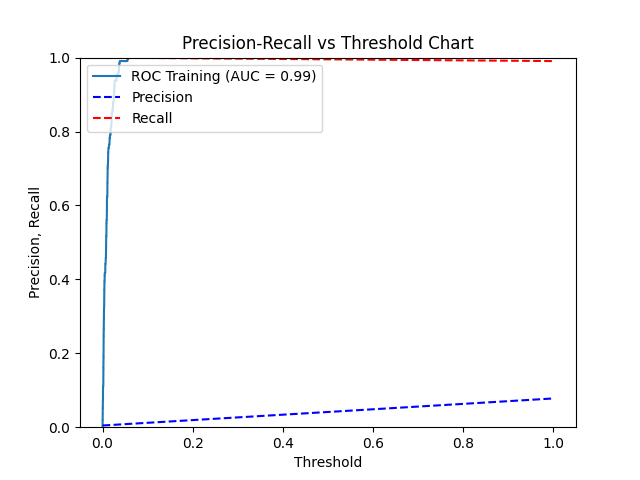 Precision-Recall vs Threshold Chart
1.0
0.8
0.6
0.4
0.2
0.0
Precision, Recall
ROC Training (AUC = 0.99)
Precision
Recall
0.0 0.2 0.4 0.6 0.8 1.0
Threshold